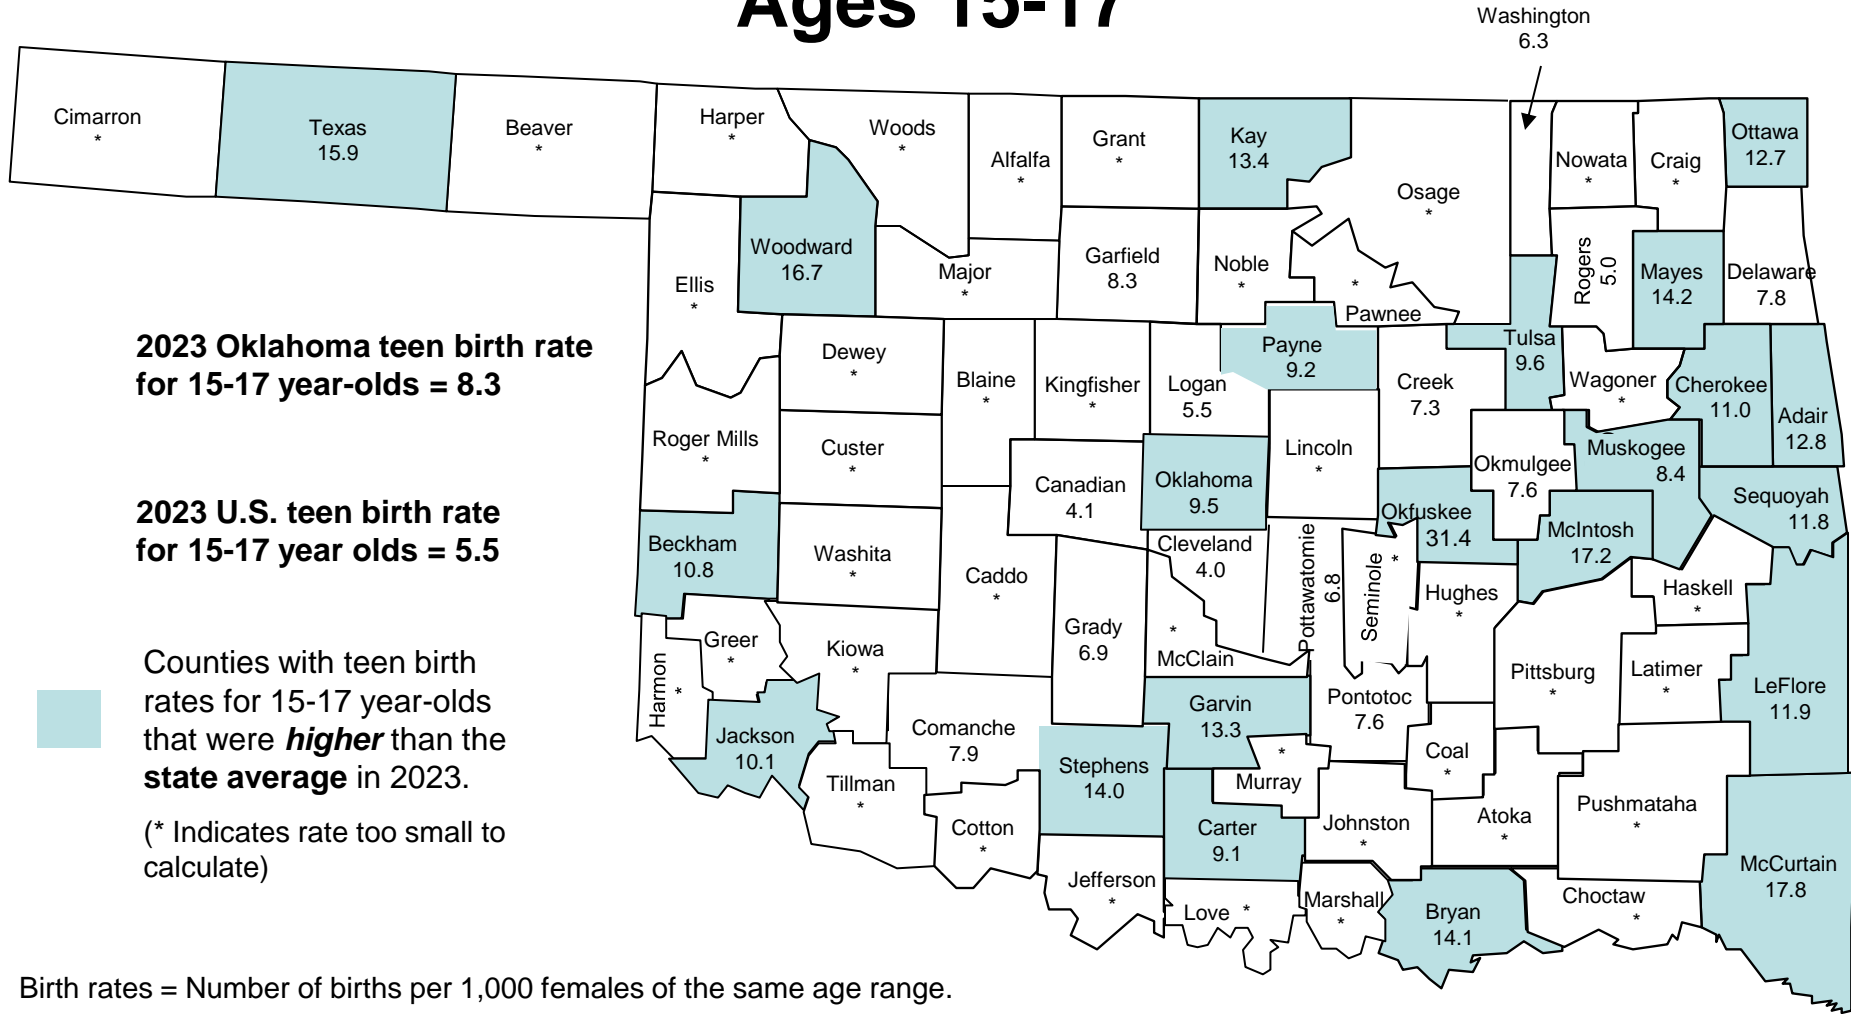 Ages 15-17
Washington
6.3
Cimarron
*
Texas
15.9
Beaver
*
Harper
*
Woods
*
Alfalfa
*
Grant
*
Kay
13.4
Osage
*
Nowata
*
Craig
*
Ottawa
12.7
Woodward
16.7
Ellis
*
Major
*
Garfield
8.3
Noble
*
*
Pawnee
Rogers
5.0
Mayes
14.2
Delaware
7.8
2023 Oklahoma teen birth rate
for 15-17 year-olds = 8.3
Dewey
*
Blaine
*
Kingfisher
*
Logan
5.5
Payne
9.2
Creek
7.3
Tulsa
9.6
Wagoner
*
Cherokee
11.0
Adair
12.8
Roger Mills
*
Custer
*
Canadian
4.1
Oklahoma
9.5
Lincoln
*
Okmulgee
7.6
Muskogee
8.4
Sequoyah
11.8
2023 U.S. teen birth rate
for 15-17 year olds = 5.5
Beckham
10.8
Washita
*
Caddo
*
Cleveland
4.0
Pottawatomie
6.8
Seminole
*
Okfuskee
31.4
McIntosh
17.2
Hughes
*
Haskell
*
Greer
*
Harmon
*
Kiowa
*
Grady
6.9
*
McClain
Pontotoc
7.6
Pittsburg
*
Latimer
*
LeFlore
11.9
Counties with teen birth
rates for 15-17 year-olds
that were higher than the
state average in 2023.
(* Indicates rate too small to
calculate)
Jackson
10.1
Tillman
*
Comanche
7.9
Cotton
*
Stephens
14.0
Garvin
13.3
*
Murray
Carter
9.1
Johnston
*
Coal
*
Atoka
*
Pushmataha
*
McCurtain
17.8
Jefferson
*
Love *
Marshall
*
Bryan
14.1
Choctaw
*
Birth rates = Number of births per 1,000 females of the same age range.